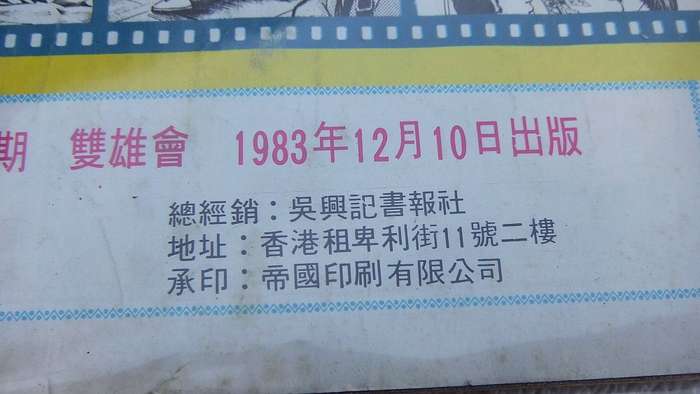 期 雙雄會 1983年12月10日出版
總經銷：吳興記書報社
地址：香港租卑利街11號二樓
承印：帝國印刷有限公司